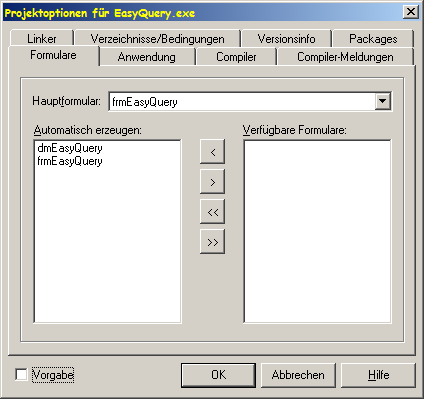 Projektoptionen für EasyQuery.exe
Linker Verzeichnisse/Bedingungen Versionsinfo Packages
Formulare Anwendung Compiler Compiler-Meldungen
Hauptformular: frmEasyQuery
Automatisch erzeugen: Verfügbare Formulare:
dmEasyQuery
frmEasyQuery
<
>
<<
>>
Vorgabe OK Abbrechen Hilfe